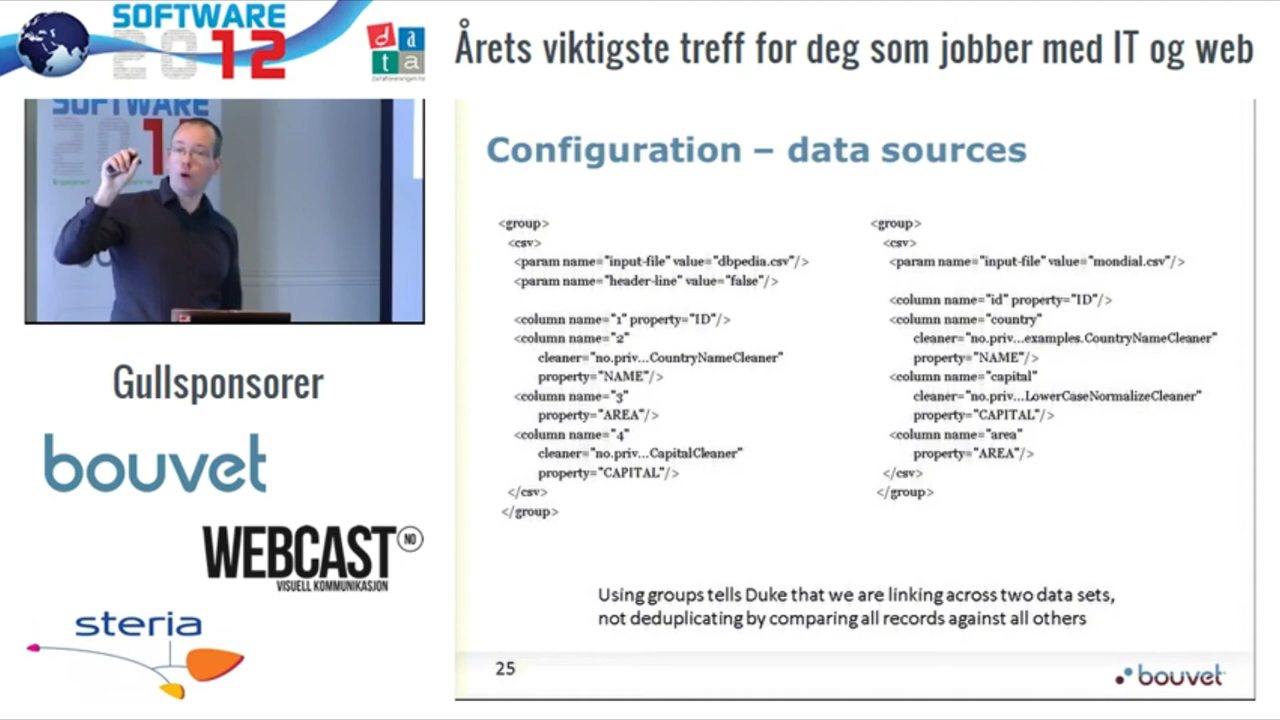 SOFTWARE
2012
data
dataforeningen.no
Årets viktigste treff for deg som jobber med IT og web
SOFTWARE
201
Gullsponsorer
bouvet
WEBCAST NO
VISUELL KOMMUNIKASJON
steria
Configuration – data sources
<group>
<csv>
<param name="input-file" value="dbpedia.csv"/>
<param name="header-line" value="false"/>
<column name="1" property="ID"/>
<column name="2"
cleaner="no.priv...CountryNameCleaner"
property="NAME"/>
<column name="3"
property="AREA"/>
<column name="4"
cleaner="no.priv...CapitalCleaner"
property="CAPITAL"/>
</csv>
</group>
<group>
<csv>
<param name="input-file" value="mondial.csv"/>
<column name="id" property="ID"/>
<column name="country"
cleaner="no.priv...examples.CountryNameCleaner"
property="NAME"/>
<column name="capital"
cleaner="no.priv...LowerCaseNormalizeCleaner"
property="CAPITAL"/>
<column name="area"
property="AREA"/>
</csv>
</group>
Using groups tells Duke that we are linking across two data sets,
not deduplicating by comparing all records against all others
25
bouvet